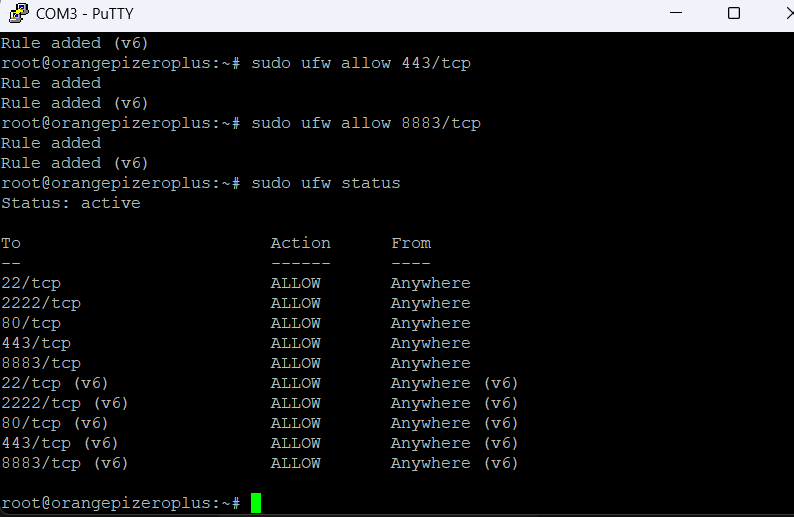 COM3 - PuTTY
Rule added (v6)
root@orangepizeroplus:~# sudo ufw allow 443/tcp
Rule added
Rule added (v6)
root@orangepizeroplus:~# sudo ufw allow 8883/tcp
Rule added
Rule added (v6)
root@orangepizeroplus:~# sudo ufw status
Status: active
To                         Action      From
--                         ------      ----
22/tcp                     ALLOW       Anywhere
2222/tcp                   ALLOW       Anywhere
80/tcp                     ALLOW       Anywhere
443/tcp                    ALLOW       Anywhere
8883/tcp                   ALLOW       Anywhere
22/tcp (v6)                ALLOW       Anywhere (v6)
2222/tcp (v6)              ALLOW       Anywhere (v6)
80/tcp (v6)                ALLOW       Anywhere (v6)
443/tcp (v6)               ALLOW       Anywhere (v6)
8883/tcp (v6)              ALLOW       Anywhere (v6)
root@orangepizeroplus:~#